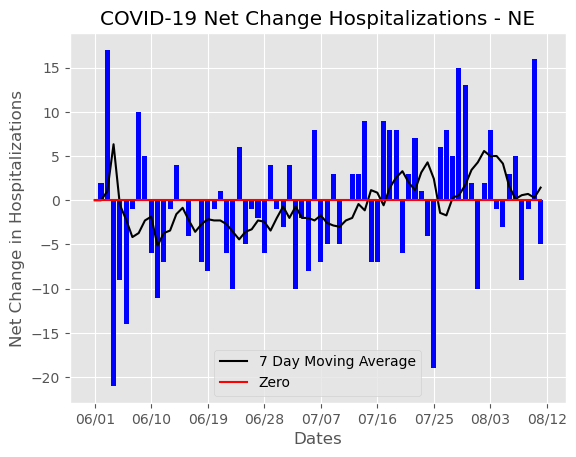 COVID-19 Net Change Hospitalizations - NE
Net Change in Hospitalizations
15
10
5
0
−5
−10
−15
−20
7 Day Moving Average
Zero
06/01 06/10 06/19 06/28 07/07 07/16 07/25 08/03 08/12
Dates